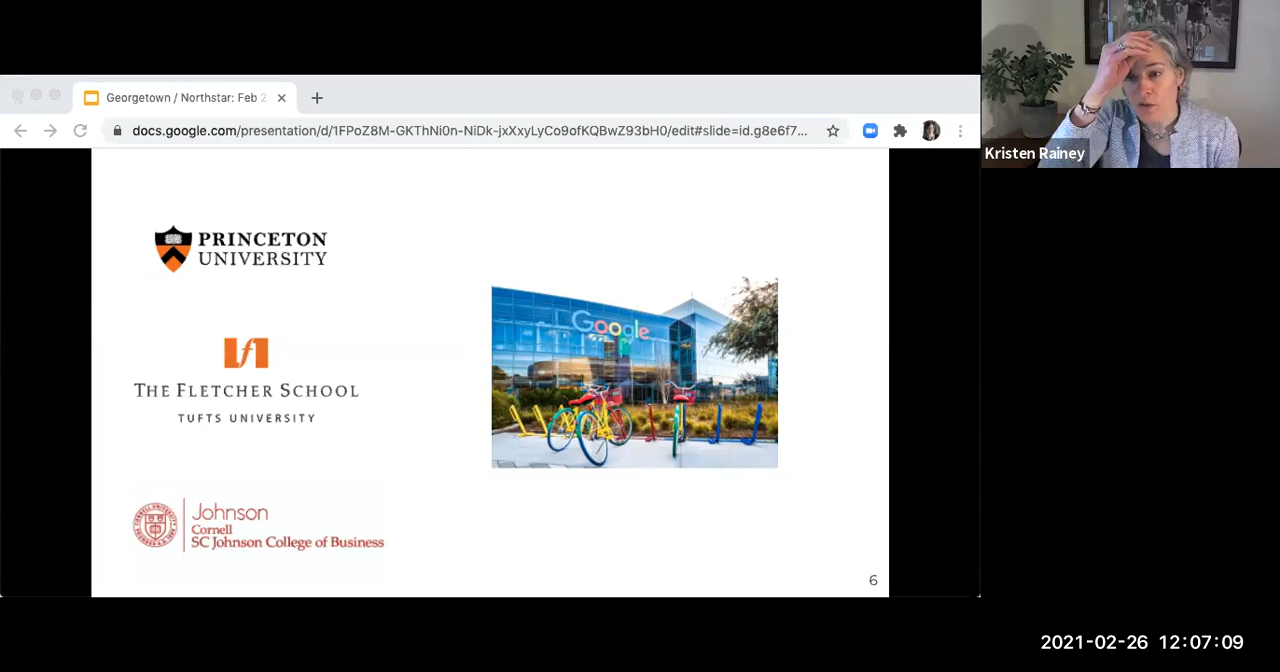 Georgetown / Northstar: Feb 2
docs.google.com/presentation/d/1FPoZ8M-GKThNi0n-NiDk-jxXxyLyCo9ofKQBwZ93bH0/edit#slide=id.g8e6f7...
Kristen Rainey
PRINCETON
UNIVERSITY
Google
THE FLETCHER SCHOOL
TUFTS UNIVERSITY
Johnson
Cornell
SC Johnson College of Business
6
2021-02-26 12:07:09